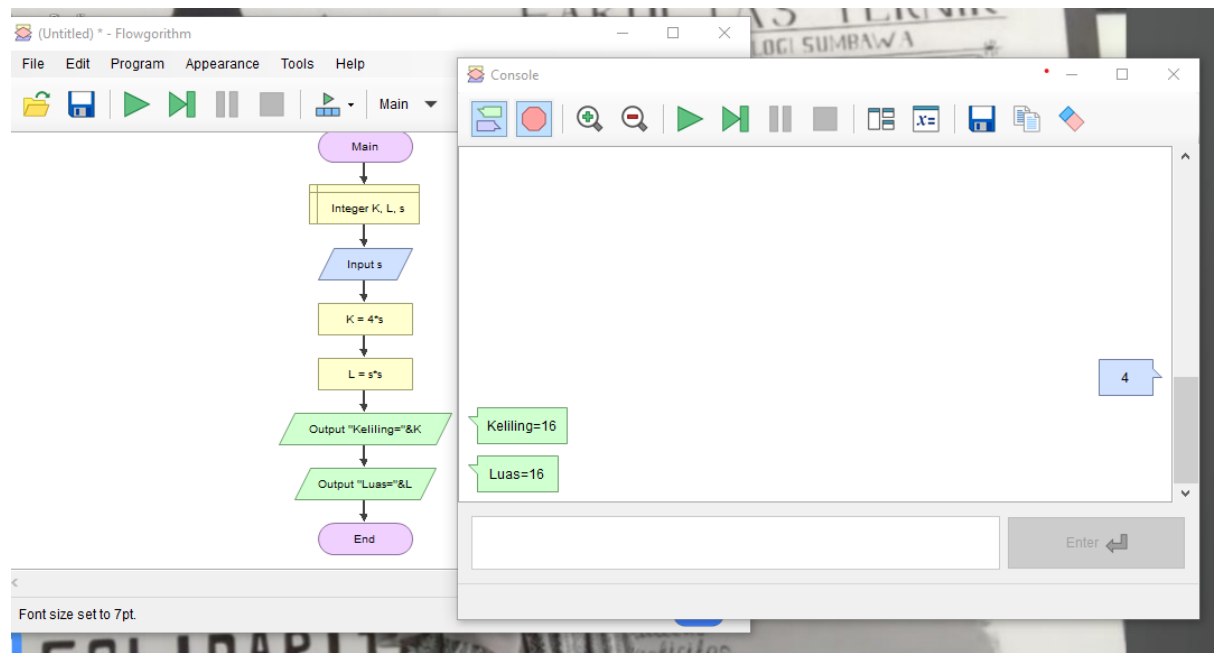 (Untitled) * - Flowgorithm
File Edit Program Appearance Tools Help
Main
Main
Integer K, L, s
Input s
K = 4*s
L = s*s
Output "Keliling="&K
Output "Luas="&L
End
Font size set to 7pt.
TEKNIK
LOGI SUMBAWA
Console
x=
4
Keliling=16
Luas=16
Enter